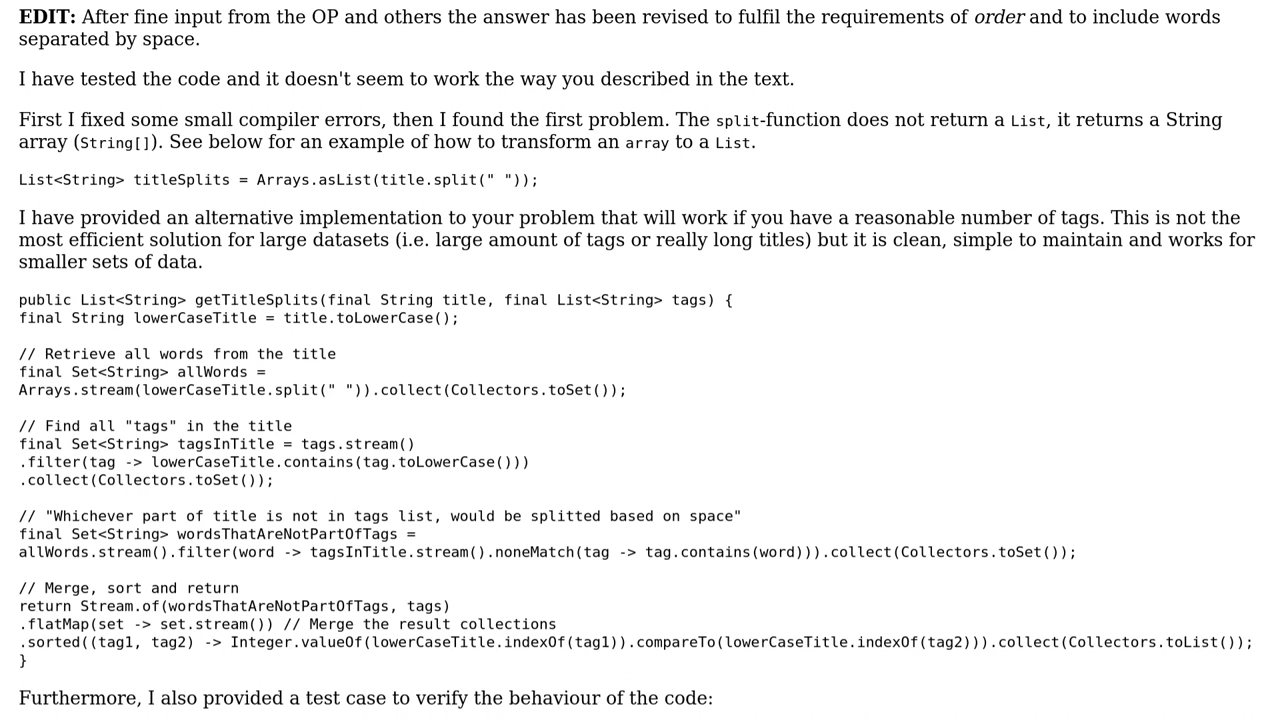 EDIT: After fine input from the OP and others the answer has been revised to fulfil the requirements of order and to include words
separated by space.
I have tested the code and it doesn't seem to work the way you described in the text.
First I fixed some small compiler errors, then I found the first problem. The split-function does not return a List, it returns a String
array (String[]). See below for an example of how to transform an array to a List.
List<String> titleSplits = Arrays.asList(title.split(" "));
I have provided an alternative implementation to your problem that will work if you have a reasonable number of tags. This is not the
most efficient solution for large datasets (i.e. large amount of tags or really long titles) but it is clean, simple to maintain and works for
smaller sets of data.
public List<String> getTitleSplits(final String title, final List<String> tags) {
final String lowerCaseTitle = title.toLowerCase();
// Retrieve all words from the title
final Set<String> allWords =
Arrays.stream(lowerCaseTitle.split(" ")).collect(Collectors.toSet());
// Find all "tags" in the title
final Set<String> tagsInTitle = tags.stream()
.filter(tag -> lowerCaseTitle.contains(tag.toLowerCase()))
.collect(Collectors.toSet());
// "Whichever part of title is not in tags list, would be splitted based on space"
final Set<String> wordsThatAreNotPartOfTags =
allWords.stream().filter(word -> tagsInTitle.stream().noneMatch(tag -> tag.contains(word))).collect(Collectors.toSet());
// Merge, sort and return
return Stream.of(wordsThatAreNotPartOfTags, tags)
.flatMap(set -> set.stream()) // Merge the result collections
.sorted((tag1, tag2) -> Integer.valueOf(lowerCaseTitle.indexOf(tag1)).compareTo(lowerCaseTitle.indexOf(tag2))).collect(Collectors.toList());
}
Furthermore, I also provided a test case to verify the behaviour of the code: